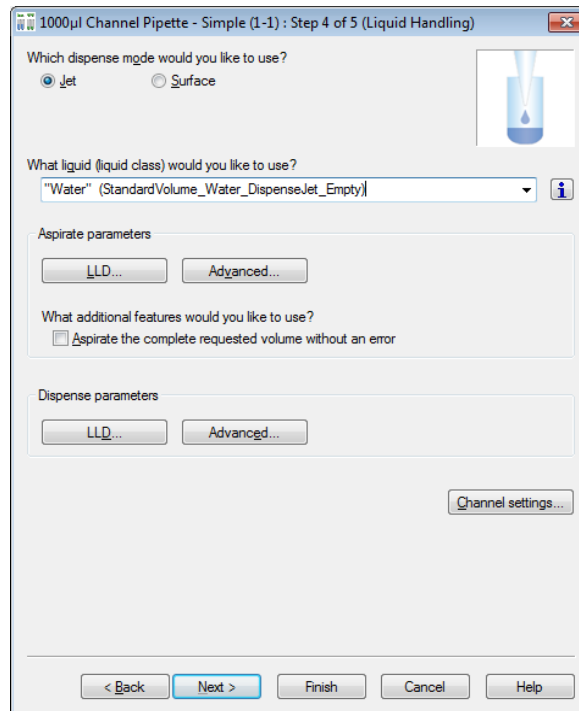 1000µl Channel Pipette - Simple (1-1) : Step 4 of 5 (Liquid Handling)
Which dispense mode would you like to use?
Jet Surface
What liquid (liquid class) would you like to use?
"Water" (StandardVolume_Water_DispenseJet_Empty)
Aspirate parameters
LLD... Advanced...
What additional features would you like to use?
Aspirate the complete requested volume without an error
Dispense parameters
LLD... Advanced...
Channel settings...
< Back Next > Finish Cancel Help